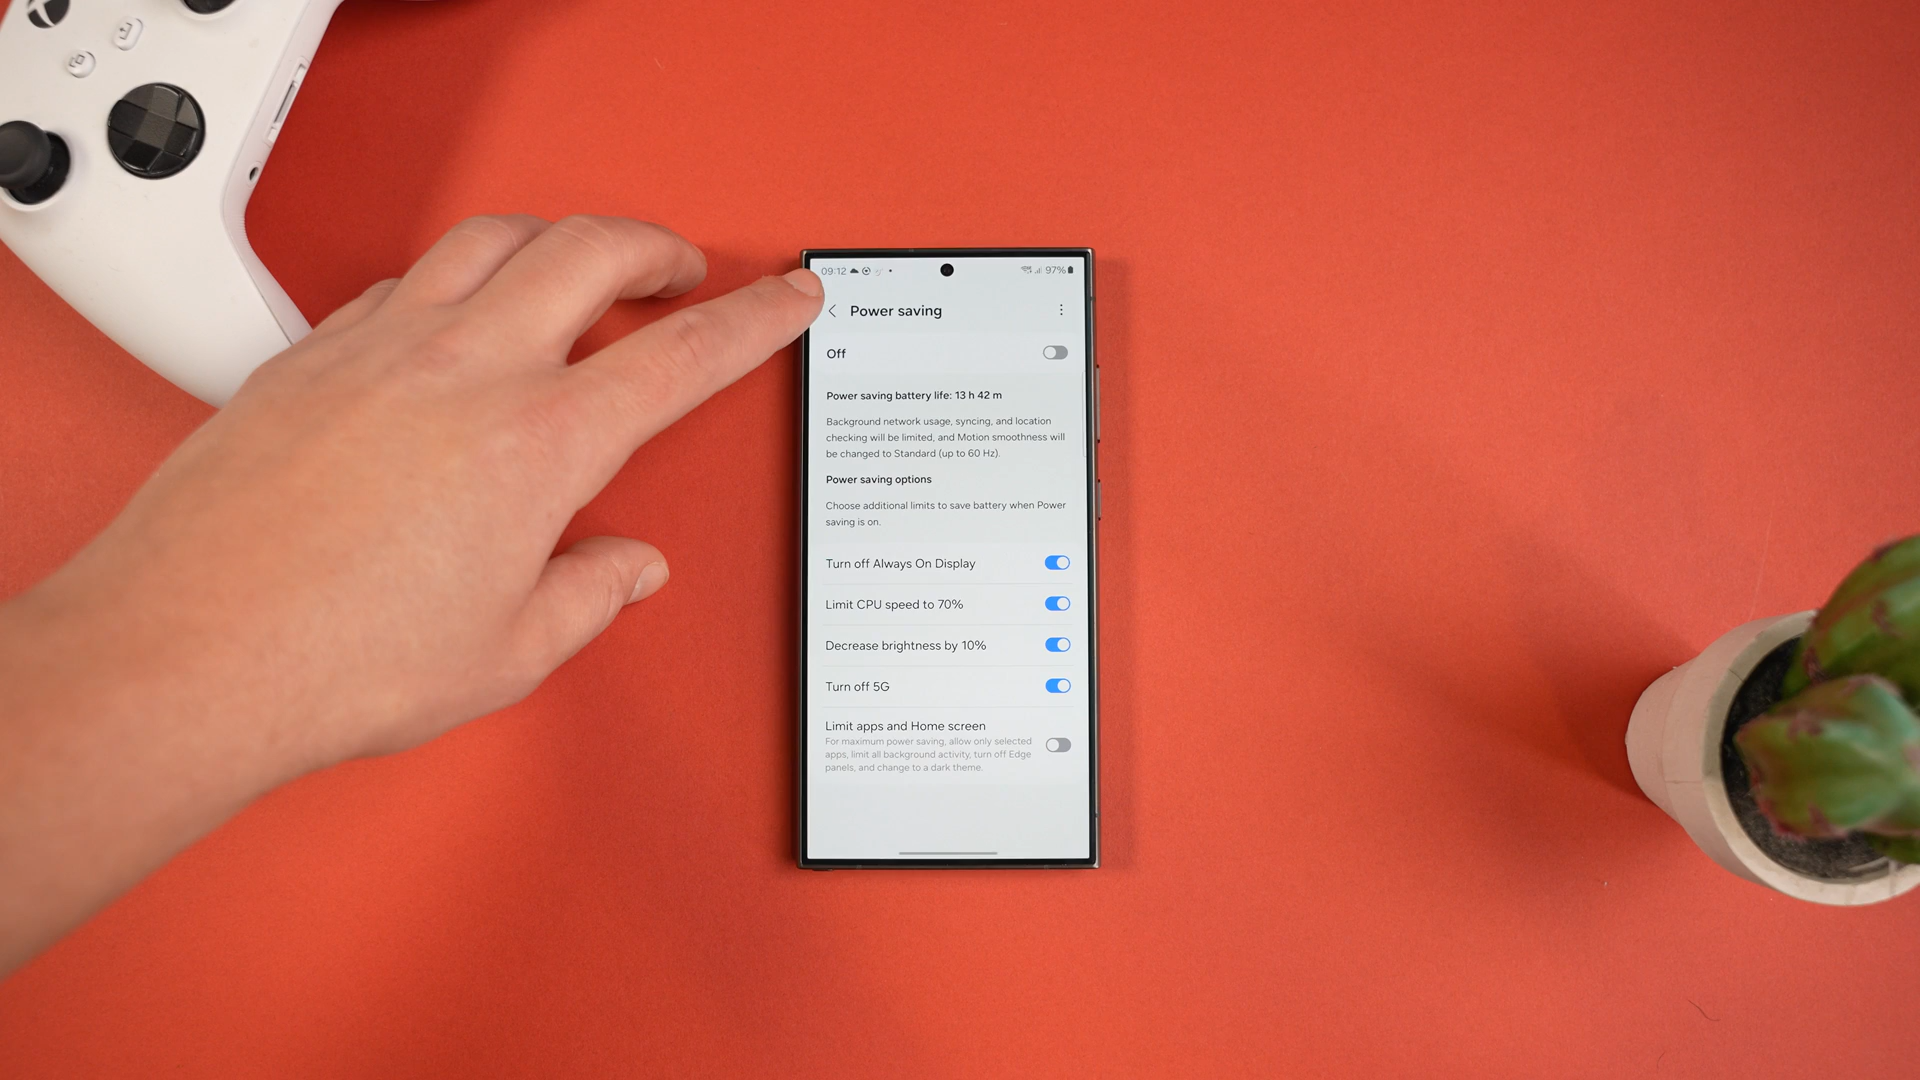 09:12 97%
Power saving
Off
Power saving battery life: 13 h 42 m
Background network usage, syncing, and location
checking will be limited, and Motion smoothness will
be changed to Standard (up to 60 Hz).
Power saving options
Choose additional limits to save battery when Power
saving is on.
Turn off Always On Display
Limit CPU speed to 70%
Decrease brightness by 10%
Turn off 5G
Limit apps and Home screen
For maximum power saving, allow only selected
apps, limit all background activity, turn off Edge
panels, and change to a dark theme.